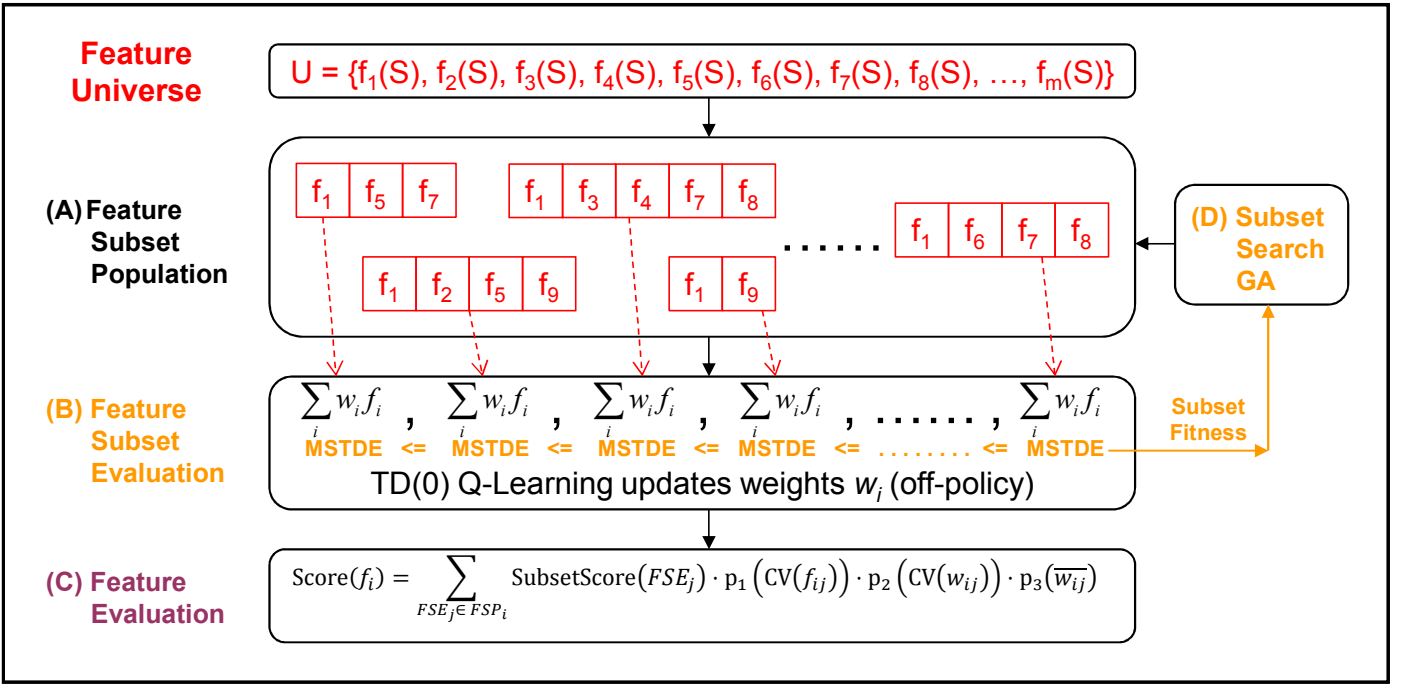 Feature
Universe
U = {f₁(S), f₂(S), f₃(S), f₄(S), f₅(S), f₆(S), f₇(S), f₈(S), …, fₘ(S)}
(A) Feature
Subset
Population
f₁ f₅ f₇
f₁ f₃ f₄ f₇ f₈
f₁ f₆ f₇ f₈
f₁ f₂ f₅ f₉
f₁ f₉
......
(D) Subset
Search
GA
(B) Feature
Subset
Evaluation
∑ᵢ wᵢfᵢ , ∑ᵢ wᵢfᵢ , ∑ᵢ wᵢfᵢ , ∑ᵢ wᵢfᵢ , ......., ∑ᵢ wᵢfᵢ
MSTDE <= MSTDE <= MSTDE <= MSTDE <= ........ <= MSTDE
TD(0) Q-Learning updates weights wᵢ (off-policy)
Subset
Fitness
(C) Feature
Evaluation
Score(fᵢ) = ∑_{FSEⱼ∈ FSPᵢ} SubsetScore(FSEⱼ) · p₁ (CV(fᵢⱼ)) · p₂ (CV(wᵢⱼ)) · p₃(w̅ᵢⱼ̅)